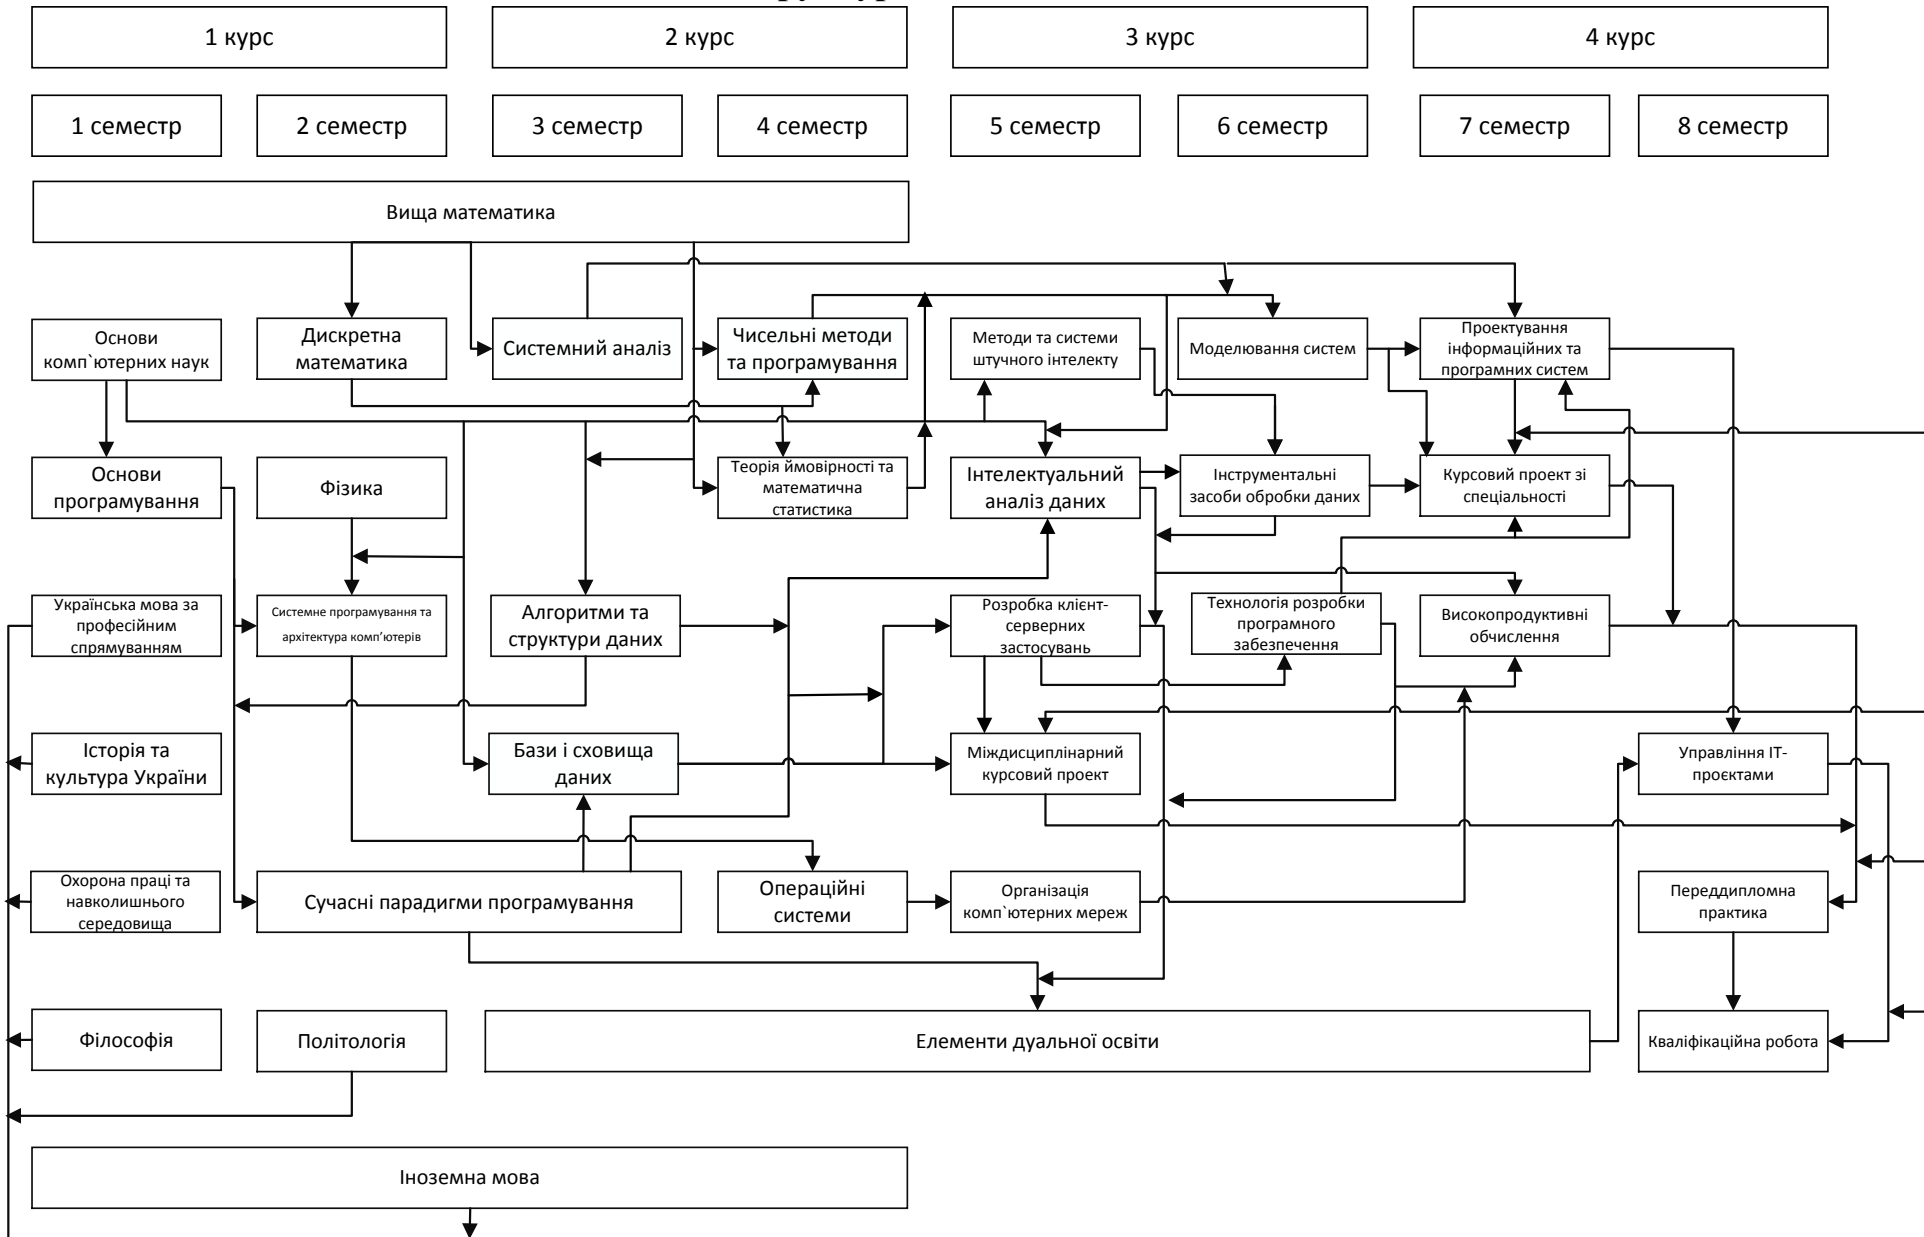 1 курс
2 курс
3 курс
4 курс
1 семестр
2 семестр
3 семестр
4 семестр
5 семестр
6 семестр
7 семестр
8 семестр
Вища математика
Основи
комп`ютерних наук
Дискретна
математика
Системний аналіз
Чисельні методи
та програмування
Методи та системи
штучного інтелекту
Моделювання систем
Проектування
інформаційних та
програмних систем
Основи
програмування
Фізика
Теорія ймовірності та
математична
статистика
Інтелектуальний
аналіз даних
Інструментальні
засоби обробки даних
Курсовий проект зі
спеціальності
Українська мова за
професійним
спрямуванням
Системне програмування та
архітектура комп’ютерів
Алгоритми та
структури даних
Розробка клієнт-
серверних
застосувань
Технологія розробки
програмного
забезпечення
Високопродуктивні
обчислення
Історія та
культура України
Бази і сховища
даних
Міждисциплінарний
курсовий проект
Управління ІТ-
проєктами
Охорона праці та
навколишнього
середовища
Сучасні парадигми програмування
Операційні
системи
Організація
комп`ютерних мереж
Переддипломна
практика
Філософія
Політологія
Елементи дуальної освіти
Кваліфікаційна робота
Іноземна мова